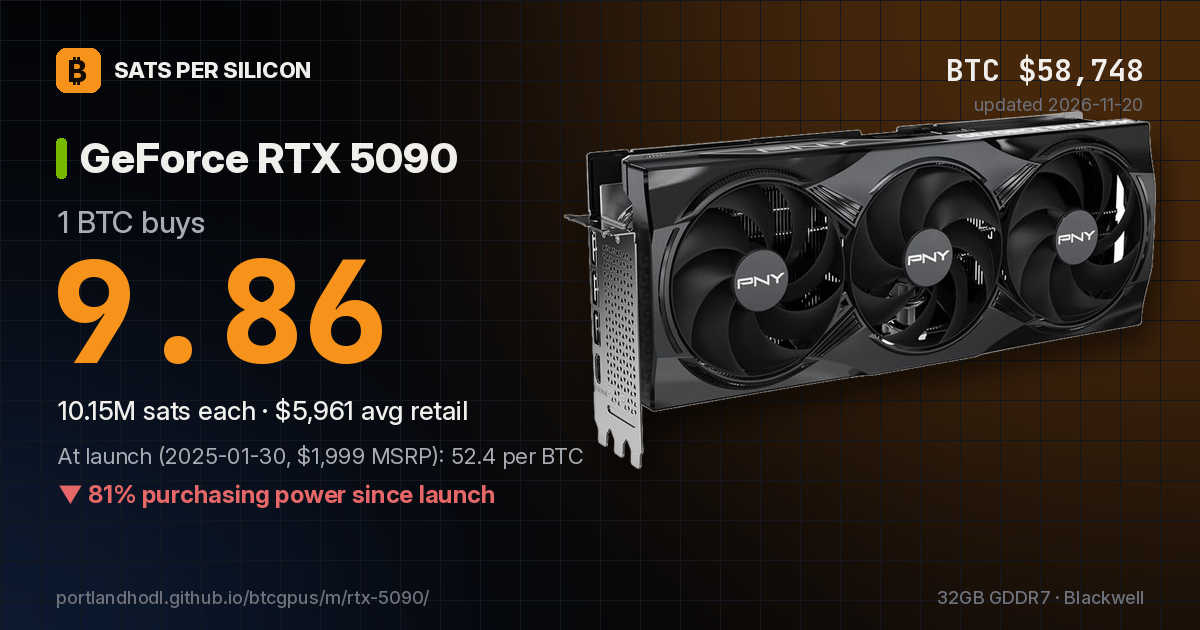 ₿ SATS PER SILICON
BTC $58,748
updated 2026-11-20
GeForce RTX 5090
1 BTC buys
9.86
10.15M sats each · $5,961 avg retail
At launch (2025-01-30, $1,999 MSRP): 52.4 per BTC
▼ 81% purchasing power since launch
PNY
PNY
PNY
portlandhodl.github.io/btcgpus/m/rtx-5090/
32GB GDDR7 · Blackwell